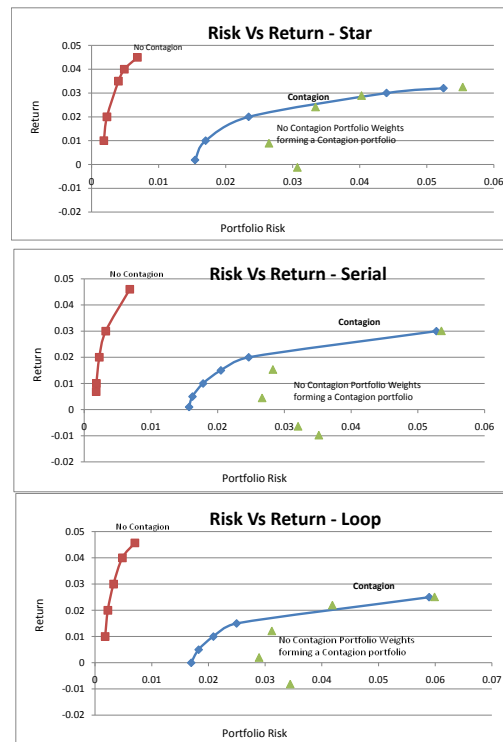 Risk Vs Return - Star
0.05
No Contagion
0.04
0.03
Contagion
0.02
No Contagion Portfolio Weights
forming a Contagion portfolio
0.01
0
0
0.01
0.02
0.03
0.04
0.05
0.06
-0.01
-0.02
Return
Portfolio Risk
Risk Vs Return - Serial
No Contagion
0.05
0.04
Contagion
0.03
0.02
No Contagion Portfolio Weights
forming a Contagion portfolio
0.01
0
0
0.01
0.02
0.03
0.04
0.05
0.06
-0.01
-0.02
Return
Portfolio Risk
Risk Vs Return - Loop
No Contagion
0.05
0.04
Contagion
0.03
0.02
0.01
No Contagion Portfolio Weights
forming a Contagion portfolio
0
0
0.01
0.02
0.03
0.04
0.05
0.06
0.07
-0.01
-0.02
Return
Portfolio Risk